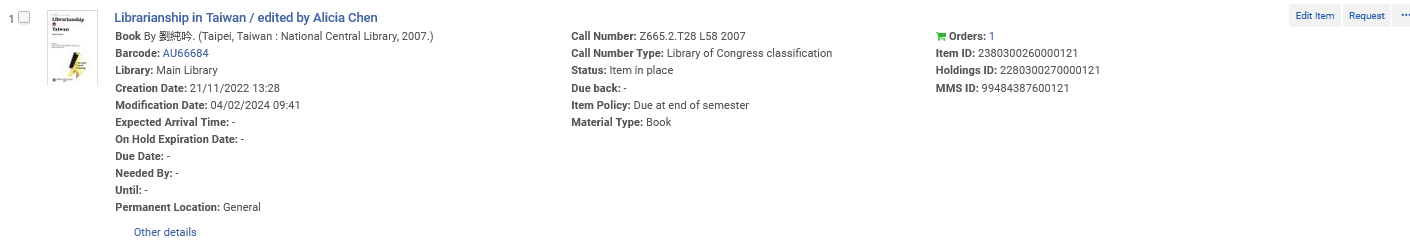 1
Librarianship in Taiwan / edited by Alicia Chen
Edit Item Request ...
Librarianship
in
Taiwan
Book By 劉純吟. (Taipei, Taiwan : National Central Library, 2007.)
Barcode: AU66684
Library: Main Library
Creation Date: 21/11/2022 13:28
Modification Date: 04/02/2024 09:41
Expected Arrival Time: -
On Hold Expiration Date: -
Due Date: -
Needed By: -
Until: -
Permanent Location: General
Other details
Call Number: Z665.2.T28 L58 2007
Call Number Type: Library of Congress classification
Status: Item in place
Due back: -
Item Policy: Due at end of semester
Material Type: Book
Orders: 1
Item ID: 2380300260000121
Holdings ID: 2280300270000121
MMS ID: 99484387600121